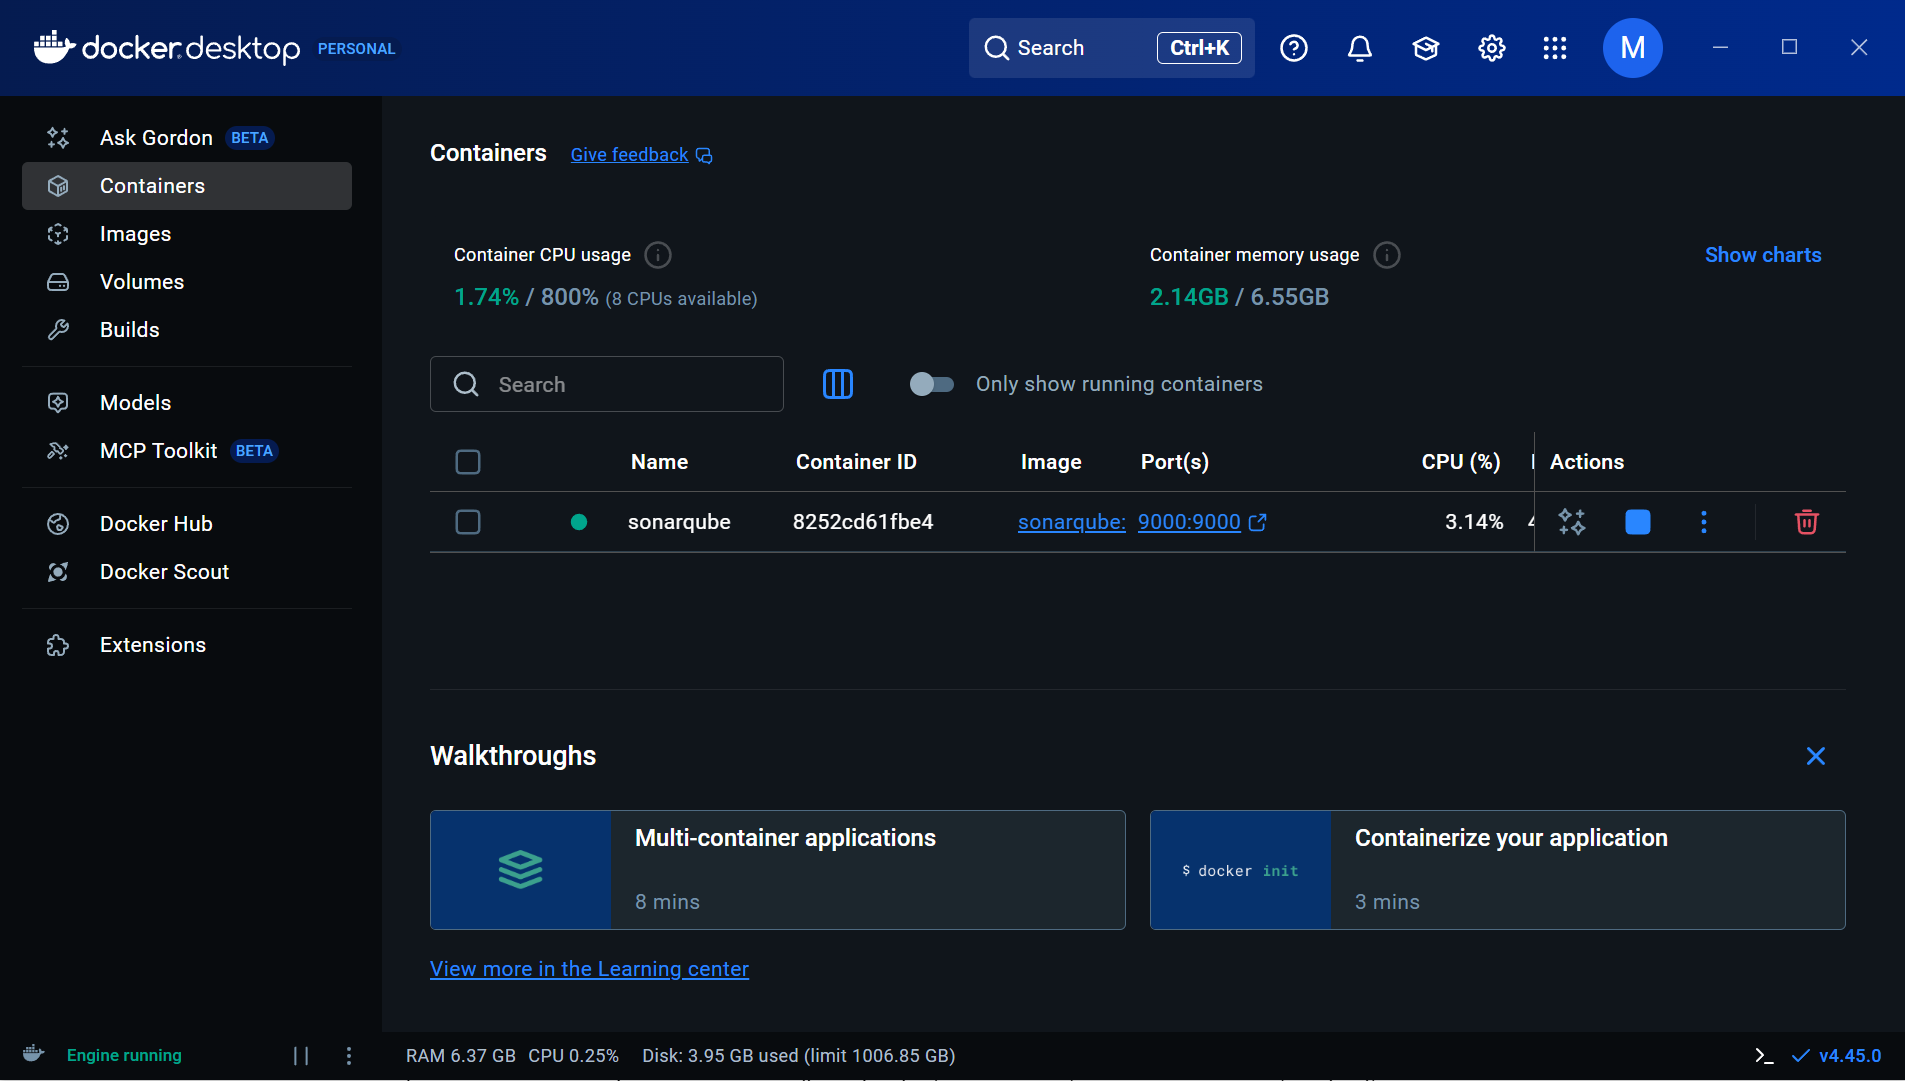 docker desktop PERSONAL
Search Ctrl+K
M
Ask Gordon BETA
Containers
Images
Volumes
Builds
Models
MCP Toolkit BETA
Docker Hub
Docker Scout
Extensions
Containers Give feedback
Container CPU usage
1.74% / 800% (8 CPUs available)
Container memory usage
2.14GB / 6.55GB
Show charts
Search
Only show running containers
Name Container ID Image Port(s) CPU (%) Actions
sonarqube 8252cd61fbe4 sonarqube: 9000:9000 3.14%
Walkthroughs
Multi-container applications
8 mins
$ docker init
Containerize your application
3 mins
View more in the Learning center
Engine running
RAM 6.37 GB CPU 0.25% Disk: 3.95 GB used (limit 1006.85 GB)
v4.45.0